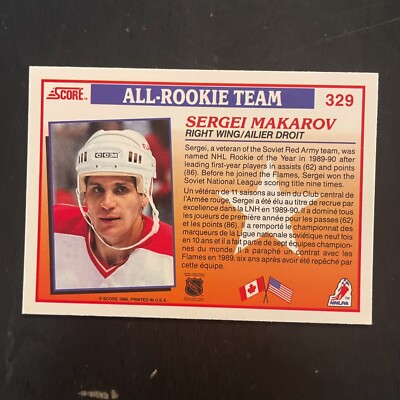 SCORE™
ALL-ROOKIE TEAM
329
SERGEI MAKAROV
RIGHT WING/AILIER DROIT
Sergei, a veteran of the Soviet Red Army team, was
named NHL Rookie of the Year in 1989-90 after
leading first-year players in assists (62) and points
(86). Before he joined the Flames, Sergei won the
Soviet National League scoring title nine times.
Un vétéran de 11 saisons au sein du Club central de
l'Armée rouge, Sergei a été élu au titre de recrue par
excellence dans la LNH en 1989-90. Il a dominé tous
les joueurs de première année pour les passes (62)
et les points (86). Il a remporté le championnat des
marqueurs de la Ligue nationale soviétique neuf fois
en 10 ans et il a fait partie de sept équipes champion-
nes du monde. Il a paraphé un contrat avec les
Flames en 1989, six ans après avoir été repêché par
cette équipe.
CCM
© SCORE 1990, PRINTED IN U.S.A.
NHL
NHLPA